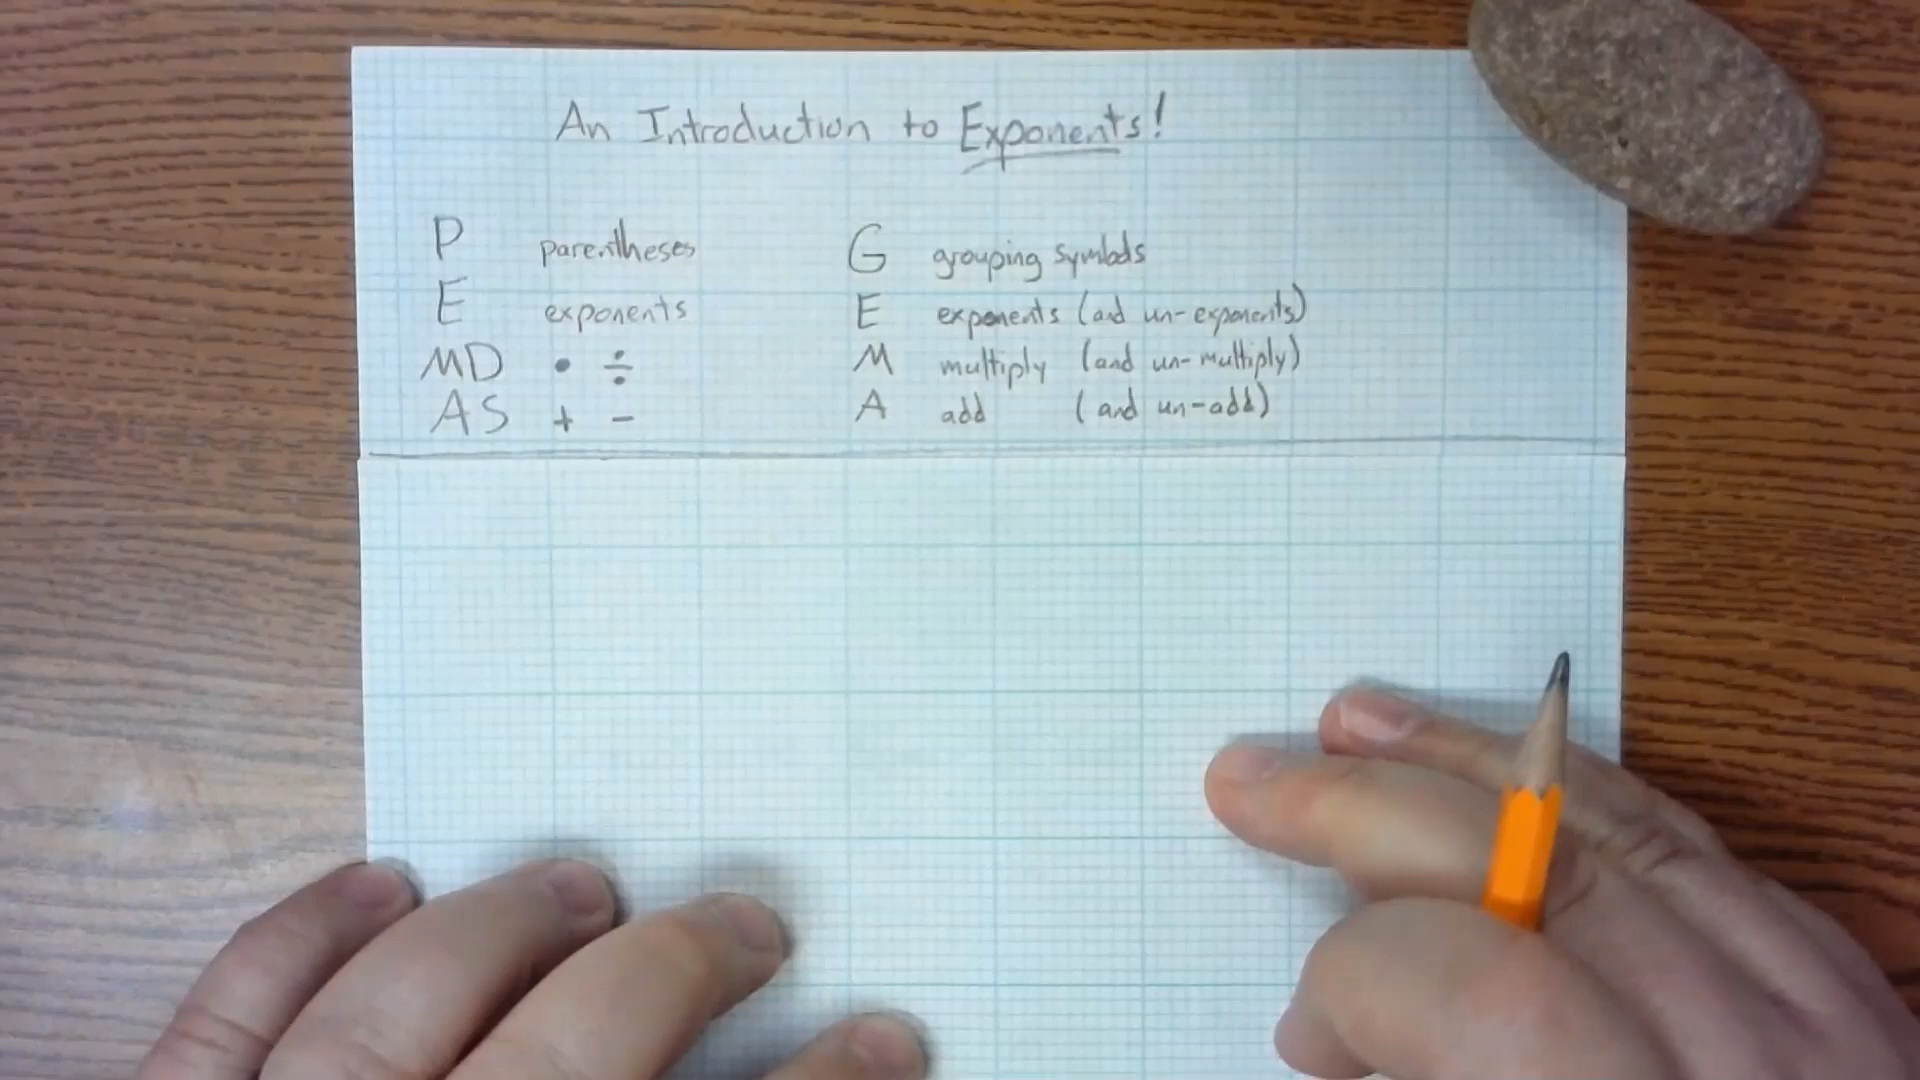 An Introduction to Exponents!
P parentheses G grouping symbols
E exponents E exponents (and un-exponents)
MD • ÷ M multiply (and un-multiply)
AS + - A add (and un-add)